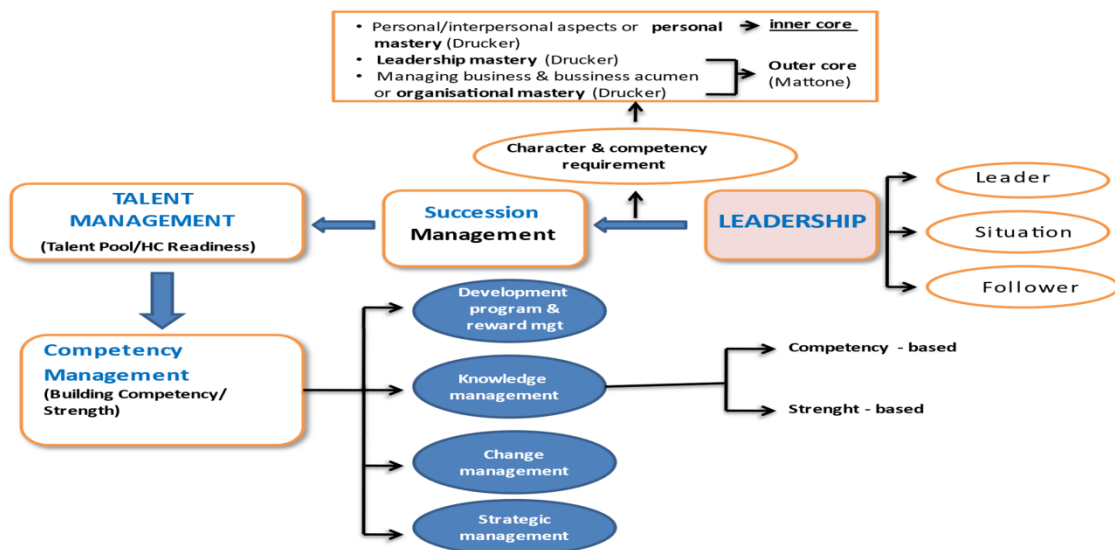 • Personal/interpersonal aspects or personal
mastery (Drucker)
inner core
• Leadership mastery (Drucker)
• Managing business & bussiness acumen
or organisational mastery (Drucker)
Outer core
(Mattone)
Character & competency
requirement
TALENT
MANAGEMENT
(Talent Pool/HC Readiness)
Succession
Management
LEADERSHIP
Leader
Situation
Follower
Competency
Management
(Building Competency/
Strength)
Development
program &
reward mgt
Knowledge
management
Change
management
Strategic
management
Competency - based
Strenght - based